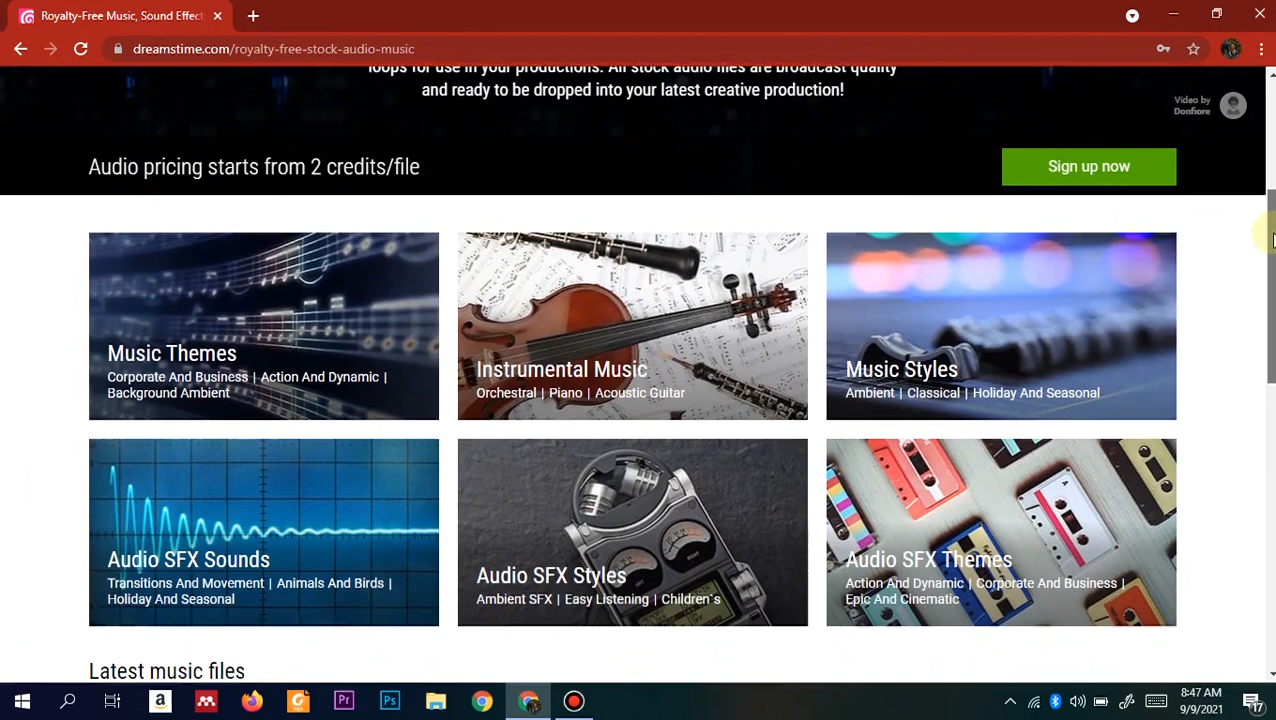 Royalty-Free Music, Sound Effect
dreamstime.com/royalty-free-stock-audio-music
loops for use in your productions. All stock audio files are broadcast quality
and ready to be dropped into your latest creative production!
Video by
Donfiore
Audio pricing starts from 2 credits/file
Sign up now
Music Themes
Corporate And Business | Action And Dynamic |
Background Ambient
Instrumental Music
Orchestral | Piano | Acoustic Guitar
Music Styles
Ambient | Classical | Holiday And Seasonal
Audio SFX Sounds
Transitions And Movement | Animals And Birds |
Holiday And Seasonal
Audio SFX Styles
Ambient SFX | Easy Listening | Children`s
Audio SFX Themes
Action And Dynamic | Corporate And Business |
Epic And Cinematic
Latest music files
8:47 AM
9/9/2021
17